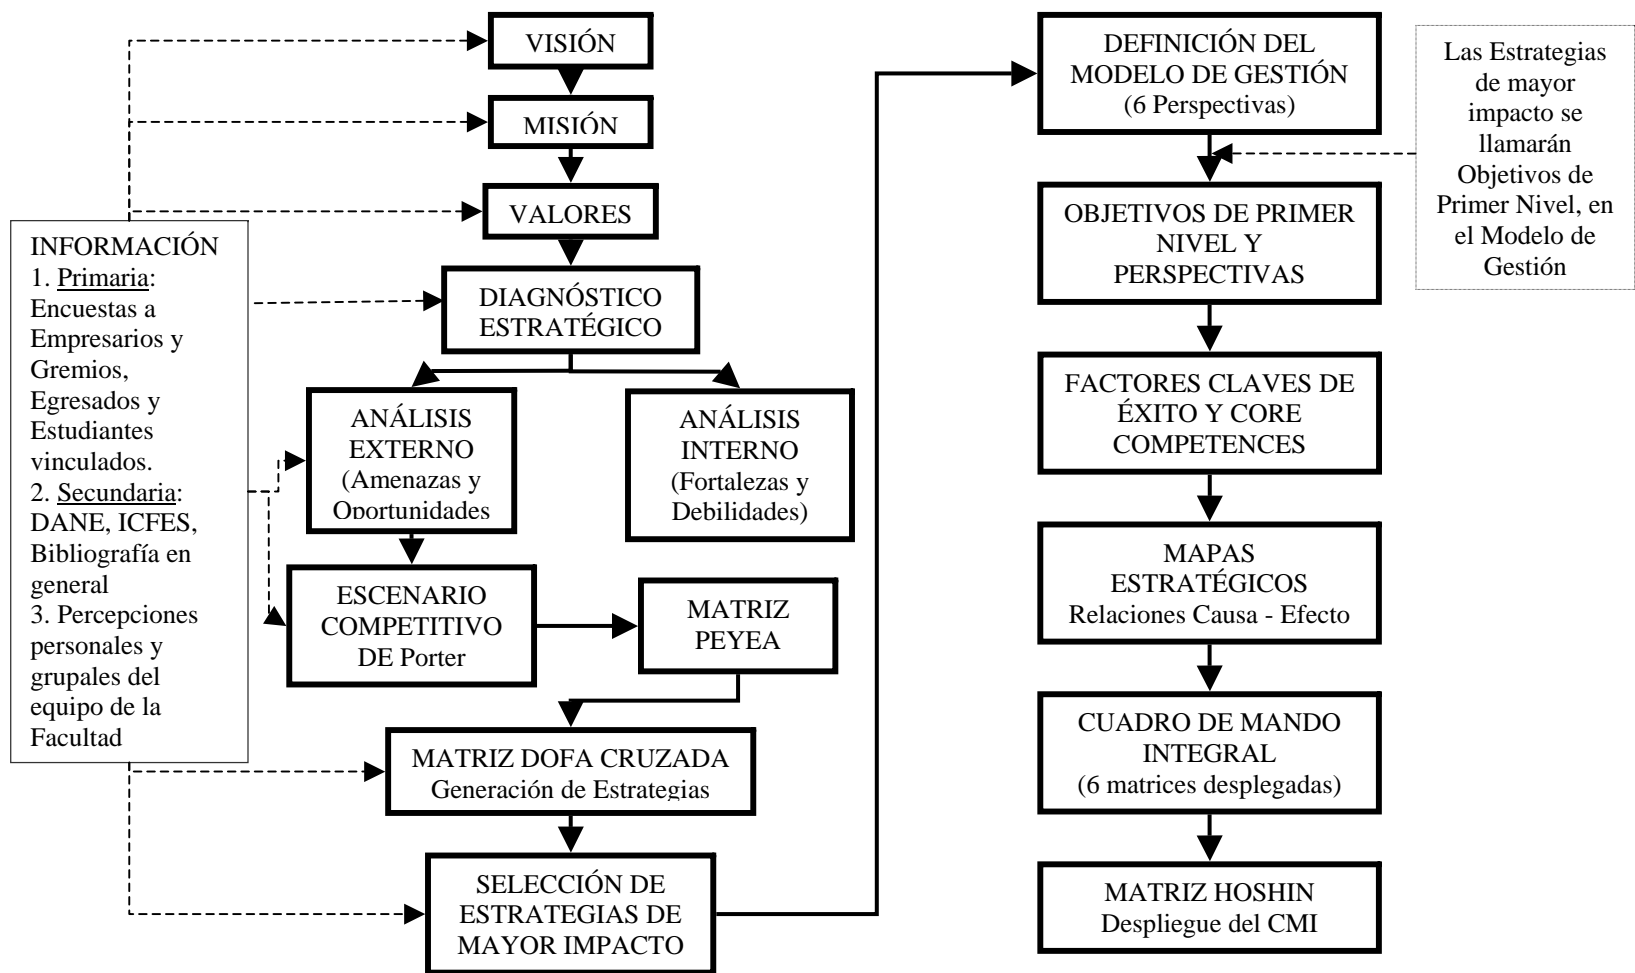 VISIÓN
MISIÓN
VALORES
INFORMACIÓN
1. Primaria:
Encuestas a
Empresarios y
Gremios,
Egresados y
Estudiantes
vinculados.
2. Secundaria:
DANE, ICFES,
Bibliografía en
general
3. Percepciones
personales y
grupales del
equipo de la
Facultad
DIAGNÓSTICO
ESTRATÉGICO
ANÁLISIS
EXTERNO
(Amenazas y
Oportunidades
ANÁLISIS
INTERNO
(Fortalezas y
Debilidades)
ESCENARIO
COMPETITIVO
DE Porter
MATRIZ
PEYEA
MATRIZ DOFA CRUZADA
Generación de Estrategias
SELECCIÓN DE
ESTRATEGIAS DE
MAYOR IMPACTO
DEFINICIÓN DEL
MODELO DE GESTIÓN
(6 Perspectivas)
Las Estrategias
de mayor
impacto se
llamarán
Objetivos de
Primer Nivel, en
el Modelo de
Gestión
OBJETIVOS DE PRIMER
NIVEL Y
PERSPECTIVAS
FACTORES CLAVES DE
ÉXITO Y CORE
COMPETENCES
MAPAS
ESTRATÉGICOS
Relaciones Causa - Efecto
CUADRO DE MANDO
INTEGRAL
(6 matrices desplegadas)
MATRIZ HOSHIN
Despliegue del CMI